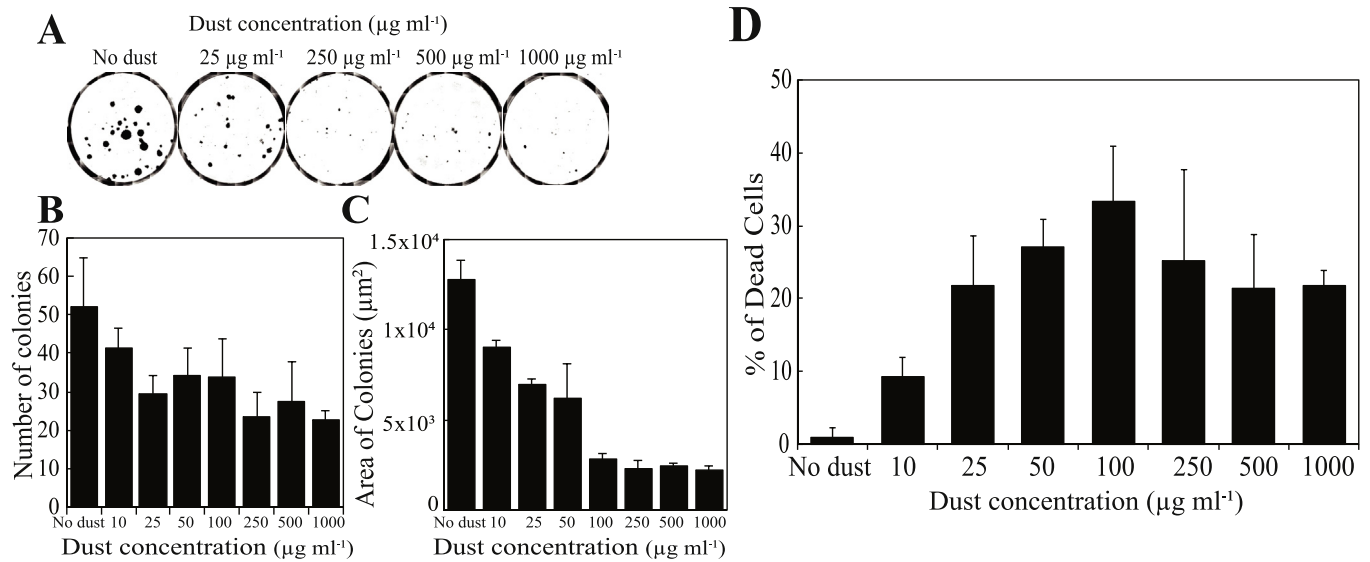 A
Dust concentration (µg ml⁻¹)
No dust 25 µg ml⁻¹ 250 µg ml⁻¹ 500 µg ml⁻¹ 1000 µg ml⁻¹
B
Number of colonies
70
60
50
40
30
20
10
0
No dust 10 25 50 100 250 500 1000
Dust concentration (µg ml⁻¹)
C
Area of Colonies (µm²)
1.5x10⁴
1x10⁴
5x10³
0
No dust 10 25 50 100 250 500 1000
Dust concentration (µg ml⁻¹)
D
% of Dead Cells
50
40
30
20
10
0
No dust 10 25 50 100 250 500 1000
Dust concentration (µg ml⁻¹)